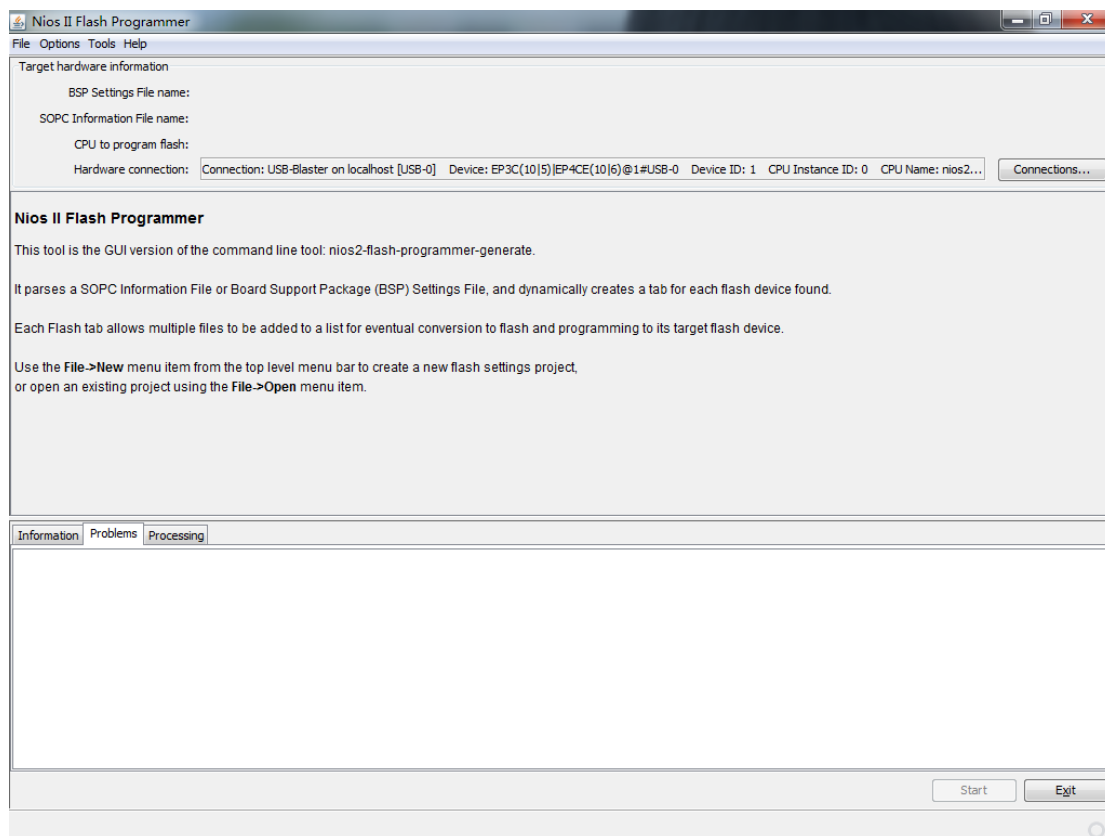 Nios II Flash Programmer
File Options Tools Help
Target hardware information
BSP Settings File name:
SOPC Information File name:
CPU to program flash:
Hardware connection: Connection: USB-Blaster on localhost [USB-0] Device: EP3C(10|5)|EP4CE(10|6)@1#USB-0 Device ID: 1 CPU Instance ID: 0 CPU Name: nios2... Connections...
Nios II Flash Programmer
This tool is the GUI version of the command line tool: nios2-flash-programmer-generate.
It parses a SOPC Information File or Board Support Package (BSP) Settings File, and dynamically creates a tab for each flash device found.
Each Flash tab allows multiple files to be added to a list for eventual conversion to flash and programming to its target flash device.
Use the File->New menu item from the top level menu bar to create a new flash settings project,
or open an existing project using the File->Open menu item.
Information Problems Processing
Start Exit